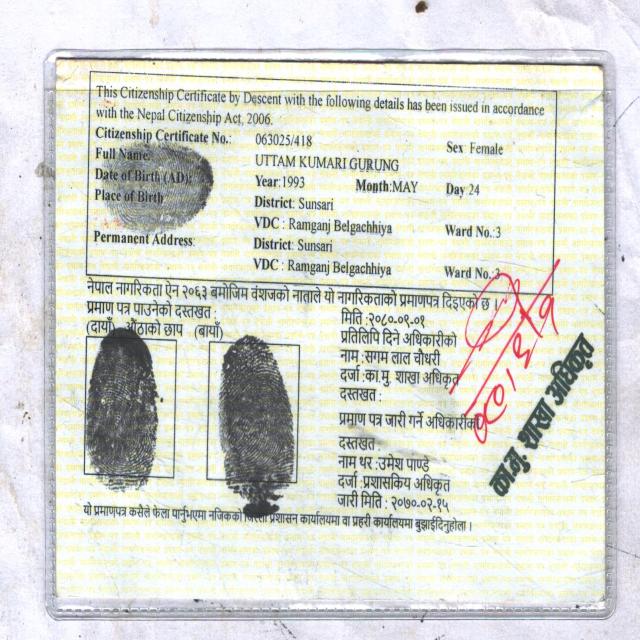 This Citizenship Certificate by Descent with the following details has been issued in accordance
with the Nepal Citizenship Act, 2006.
Citizenship Certificate No.: 063025/418 Sex: Female
Full Name: UTTAM KUMARI GURUNG
Date of Birth (AD): Year:1993 Month:MAY Day 24
Place of Birth District: Sunsari
VDC : Ramganj Belgachhiya Ward No.:3
Permanent Address: District: Sunsari
VDC : Ramganj Belgachhiya Ward No.:3
नेपाल नागरिकता ऐन २०६३ बमोजिम वंशजको नाताले यो नागरिकताको प्रमाणपत्र दिइएको छ ।
प्रमाण पत्र पाउनेको दस्तखत :
(दायाँ) औंठाको छाप (बायाँ)
मिति :२०८०-०९-०१
प्रतिलिपि दिने अधिकारीको
नाम :सगम लाल चौधरी
दर्जा :का.मु. शाखा अधिकृत
दस्तखत :
प्रमाण पत्र जारी गर्ने अधिकारीको
दस्तखत :
नाम थर :उमेश पाण्डे
दर्जा :प्रशासकिय अधिकृत
जारी मिति : २०७०-०२-१५
का.मु. शाखा अधिकृत
यो प्रमाणपत्र कसैले फेला पार्नुभएमा नजिकको जिल्ला प्रशासन कार्यालयमा वा प्रहरी कार्यालयमा बुझाईदिनुहोला ।